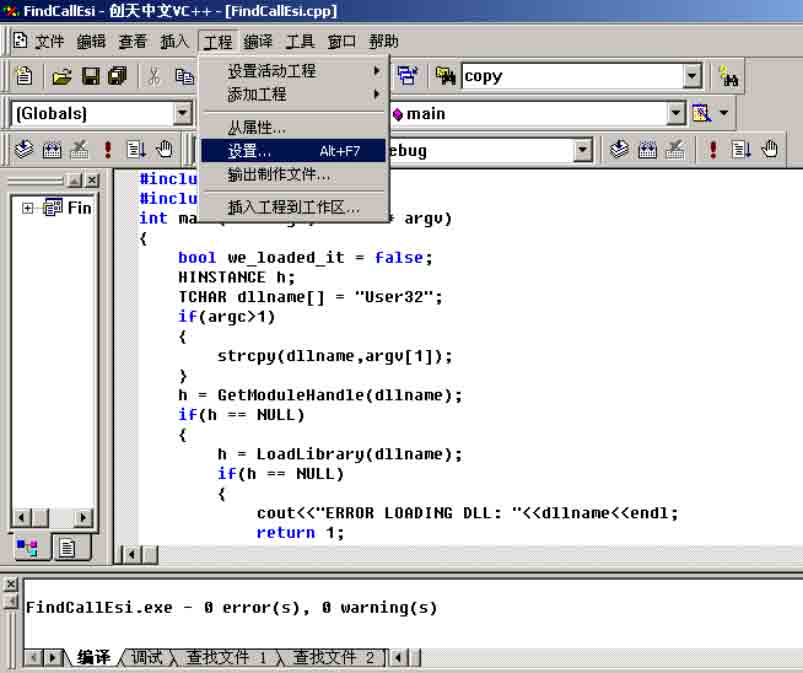 FindCallEsi - 创天中文VC++ - [FindCallEsi.cpp]
文件 编辑 查看 插入 工程 编译 工具 窗口 帮助
设置活动工程
添加工程
从属性...
设置... Alt+F7
输出制作文件...
插入工程到工作区...
copy
(Globals)
main
ebug
Fin
#inclu
#inclu
int ma
argv)
{
bool we_loaded_it = false;
HINSTANCE h;
TCHAR dllname[] = "User32";
if(argc>1)
{
strcpy(dllname,argv[1]);
}
h = GetModuleHandle(dllname);
if(h == NULL)
{
h = LoadLibrary(dllname);
if(h == NULL)
{
cout<<"ERROR LOADING DLL: "<<dllname<<endl;
return 1;
FindCallEsi.exe - 0 error(s), 0 warning(s)
编译 调试 查找文件 1 查找文件 2